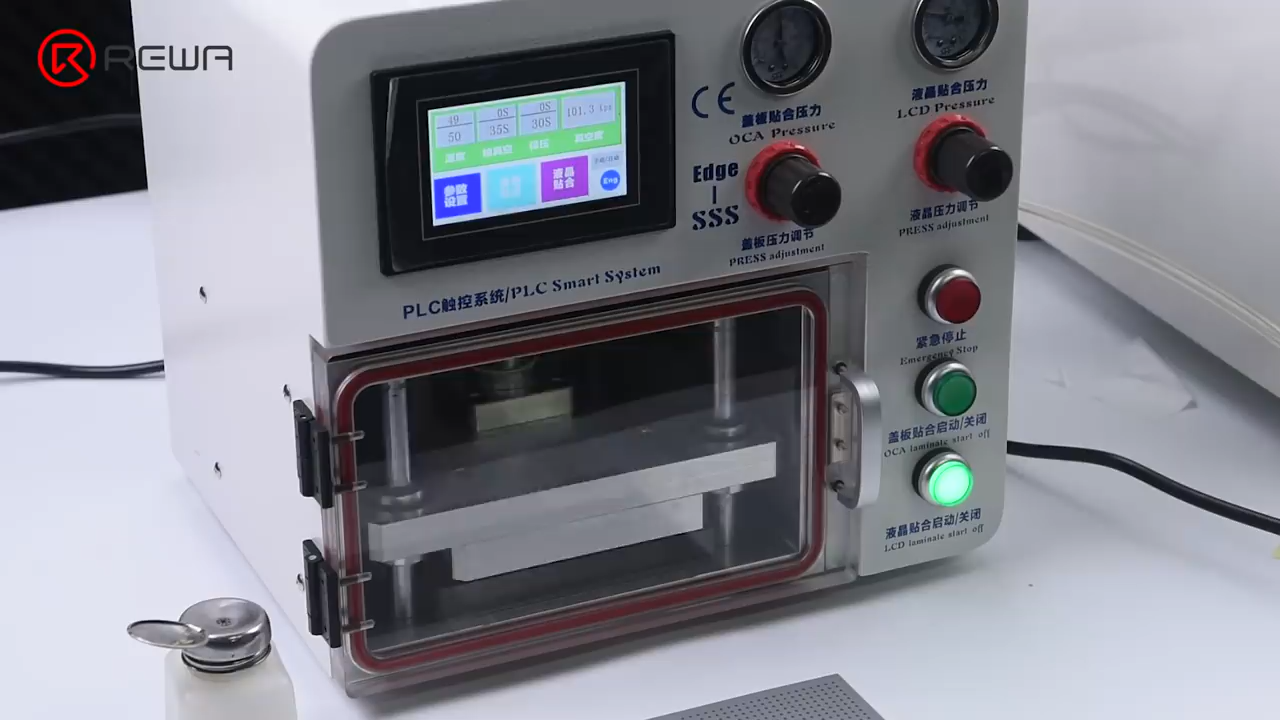 REWA
49
50
0S
35S
0S
30S
101.3 Kpa
温度
抽真空
保压
真空度
参数
设置
液晶
贴合
Eng
CE
盖板贴合压力
OCA Pressure
液晶贴合压力
LCD Pressure
Edge
SSS
盖板压力调节
PRESS adjustment
液晶压力调节
PRESS adjustment
PLC触控系统/PLC Smart System
紧急停止
Emergency Stop
盖板贴合启动/关闭
OCA laminate start off
液晶贴合启动/关闭
LCD laminate start off